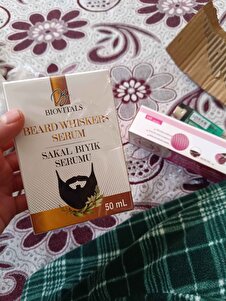 BIOVITALS
BEARD WHISKERS
SERUM
SAKAL BIYIK
SERUMU
50 mL